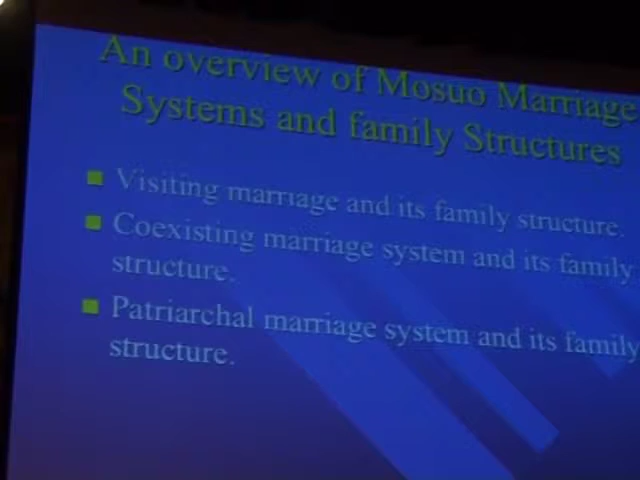 An overview of Mosuo Marriage
Systems and family Structures
Visiting marriage and its family structure.
Coexisting marriage system and its family
structure.
Patriarchal marriage system and its family
structure.